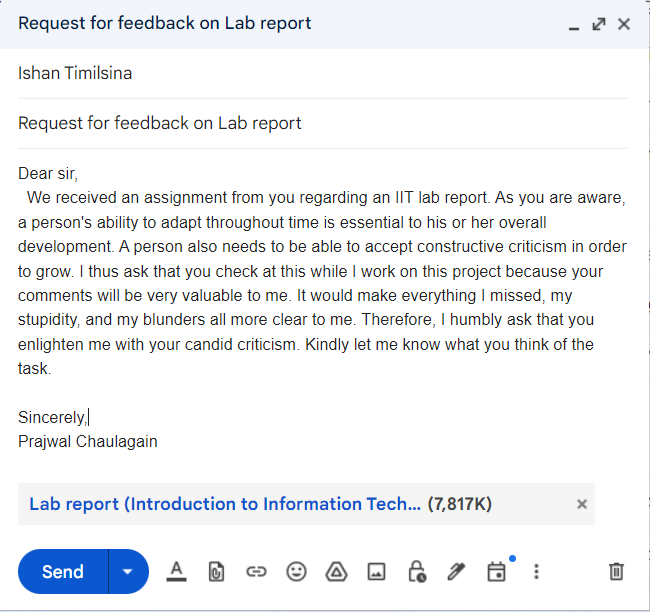 Request for feedback on Lab report
Ishan Timilsina
Request for feedback on Lab report
Dear sir,
We received an assignment from you regarding an IIT lab report. As you are aware,
a person's ability to adapt throughout time is essential to his or her overall
development. A person also needs to be able to accept constructive criticism in order
to grow. I thus ask that you check at this while I work on this project because your
comments will be very valuable to me. It would make everything I missed, my
stupidity, and my blunders all more clear to me. Therefore, I humbly ask that you
enlighten me with your candid criticism. Kindly let me know what you think of the
task.
Sincerely,
Prajwal Chaulagain
Lab report (Introduction to Information Tech... (7,817K)
Send